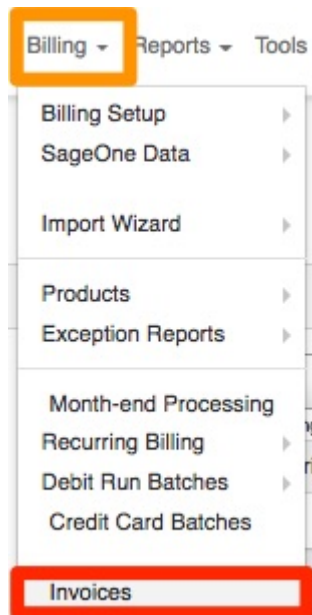 Billing Reports Tools
Billing Setup
SageOne Data
Import Wizard
Products
Exception Reports
Month-end Processing
Recurring Billing
Debit Run Batches
Credit Card Batches
Invoices